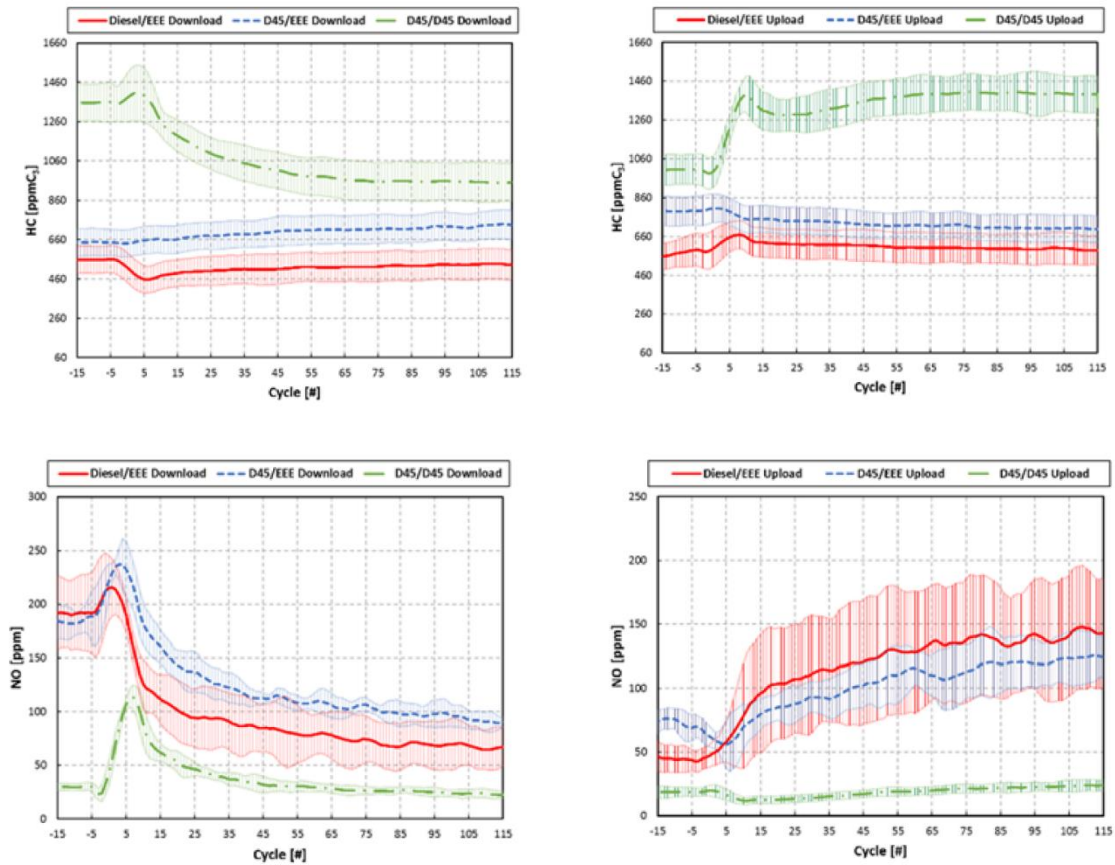 Diesel/EEE Download D45/EEE Download D45/D45 Download
1660
1460
1260
1060
860
660
460
260
60
HC [ppmC3]
-15 -5 5 15 25 35 45 55 65 75 85 95 105 115
Cycle [#]
Diesel/EEE Upload D45/EEE Upload D45/D45 Upload
1660
1460
1260
1060
860
660
460
260
60
HC [ppmC3]
-15 -5 5 15 25 35 45 55 65 75 85 95 105 115
Cycle [#]
Diesel/EEE Download D45/EEE Download D45/D45 Download
300
250
200
150
100
50
0
NO [ppm]
-15 -5 5 15 25 35 45 55 65 75 85 95 105 115
Cycle [#]
Diesel/EEE Upload D45/EEE Upload D45/D45 Upload
250
200
150
100
50
0
NO [ppm]
-15 -5 5 15 25 35 45 55 65 75 85 95 105 115
Cycle [#]